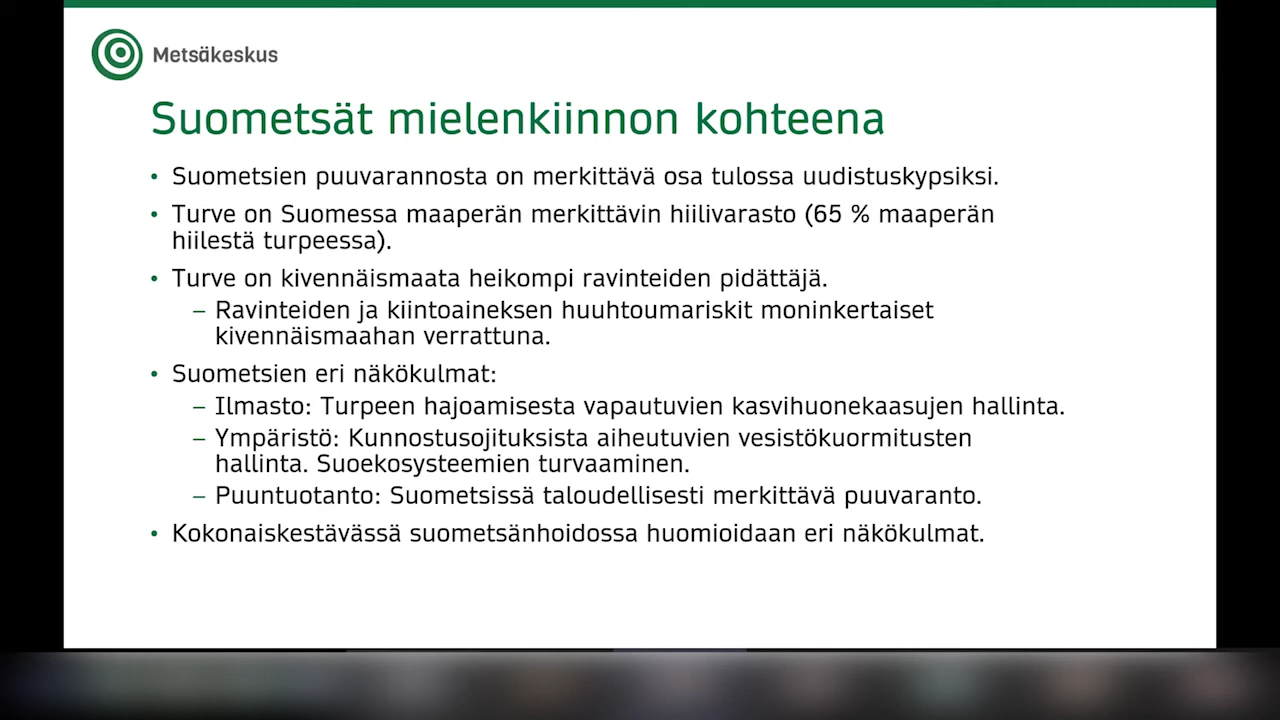 Metsäkeskus
Suometsät mielenkiinnon kohteena
• Suometsien puuvarannosta on merkittävä osa tulossa uudistuskypsiksi.
• Turve on Suomessa maaperän merkittävin hiilivarasto (65 % maaperän
hiilestä turpeessa).
• Turve on kivennäismaata heikompi ravinteiden pidättäjä.
– Ravinteiden ja kiintoaineksen huuhtoumariskit moninkertaiset
kivennäismaahan verrattuna.
• Suometsien eri näkökulmat:
– Ilmasto: Turpeen hajoamisesta vapautuvien kasvihuonekaasujen hallinta.
– Ympäristö: Kunnostusojituksista aiheutuvien vesistökuormitusten
hallinta. Suoekosysteemien turvaaminen.
– Puuntuotanto: Suometsissä taloudellisesti merkittävä puuvaranto.
• Kokonaiskestävässä suometsänhoidossa huomioidaan eri näkökulmat.